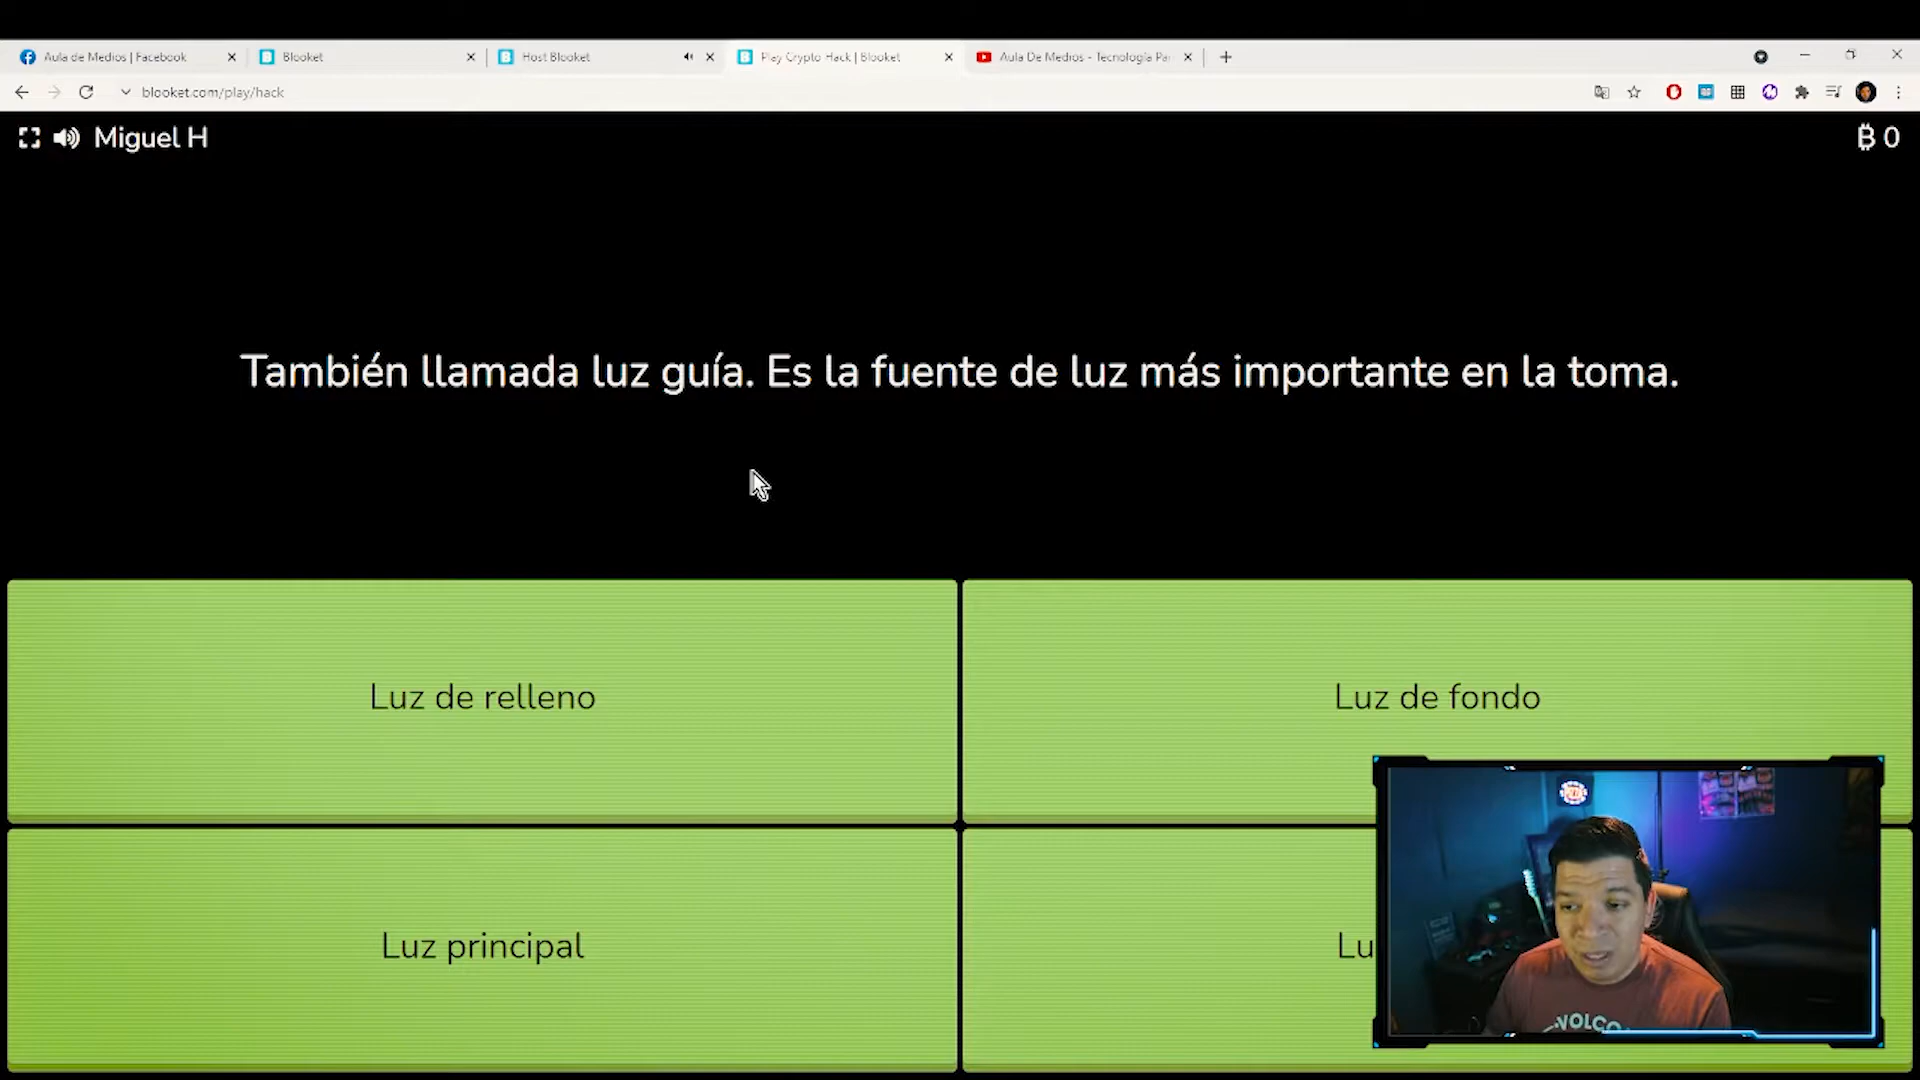 Aula de Medios | Facebook
Blooket
Host Blooket
Play Crypto Hack | Blooket
Aula De Medios - Tecnología Pa
blooket.com/play/hack
Miguel H
₿ 0
También llamada luz guía. Es la fuente de luz más importante en la toma.
Luz de relleno
Luz de fondo
Luz principal
Lu